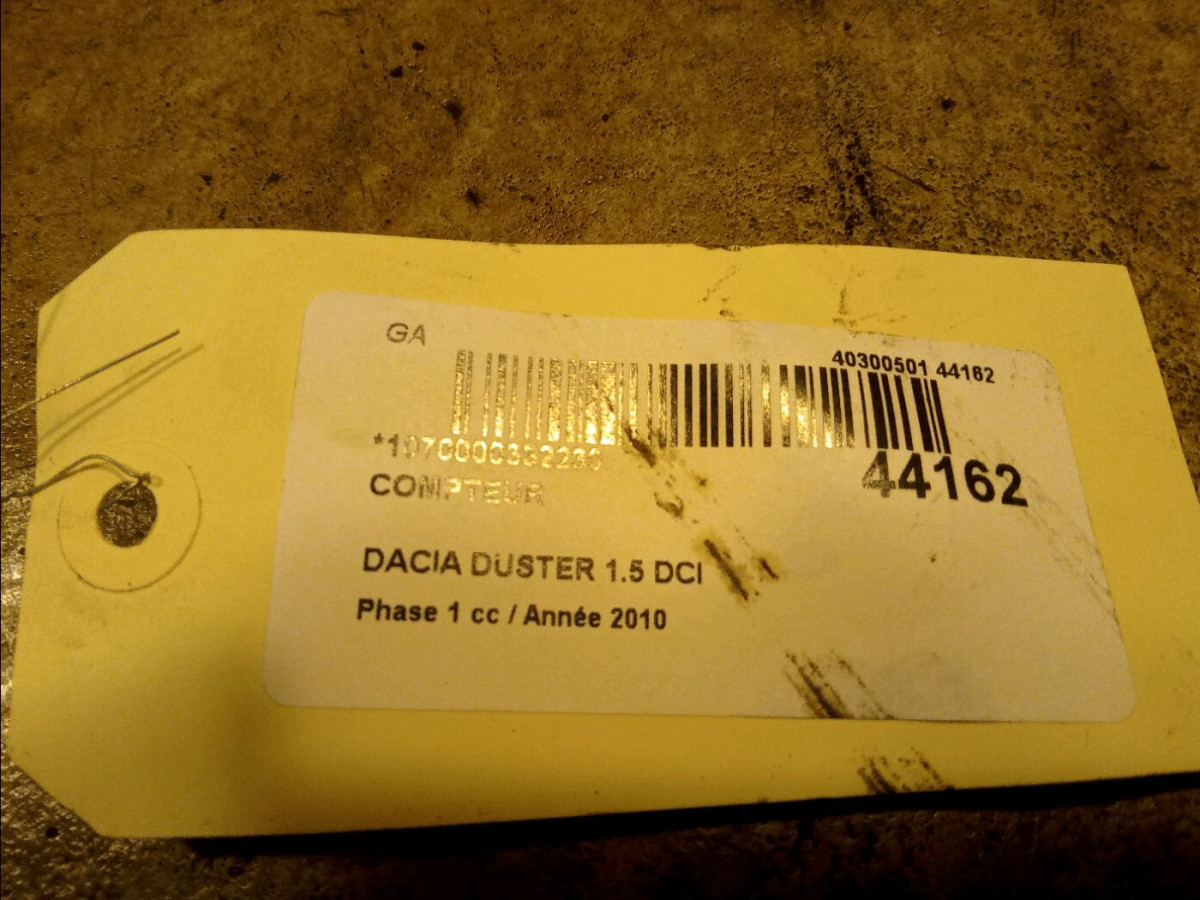 GA
40300501 44162
44162
COMPTEUR
DACIA DUSTER 1.5 DCI
Phase 1 cc / Année 2010